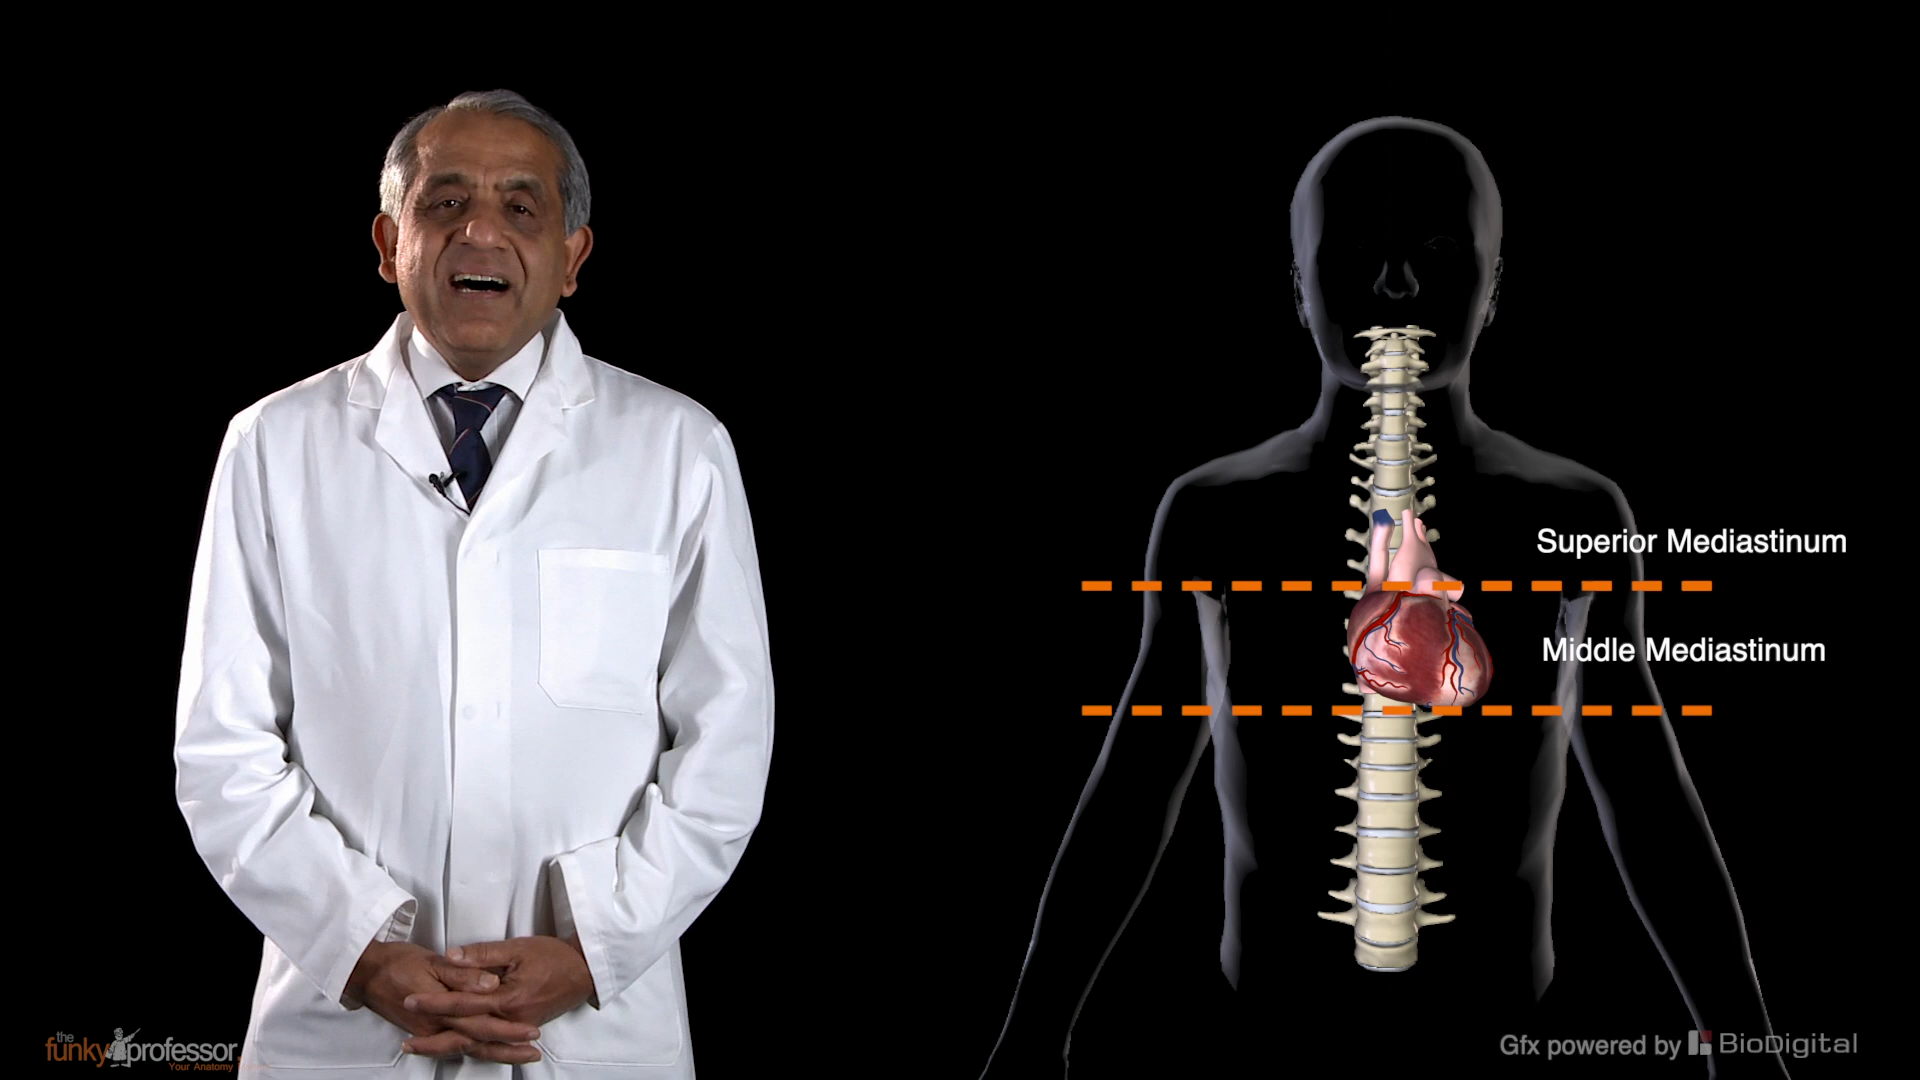 Superior Mediastinum
Middle Mediastinum
the
funky professor.
Your Anatomy
Gfx powered by BioDigital